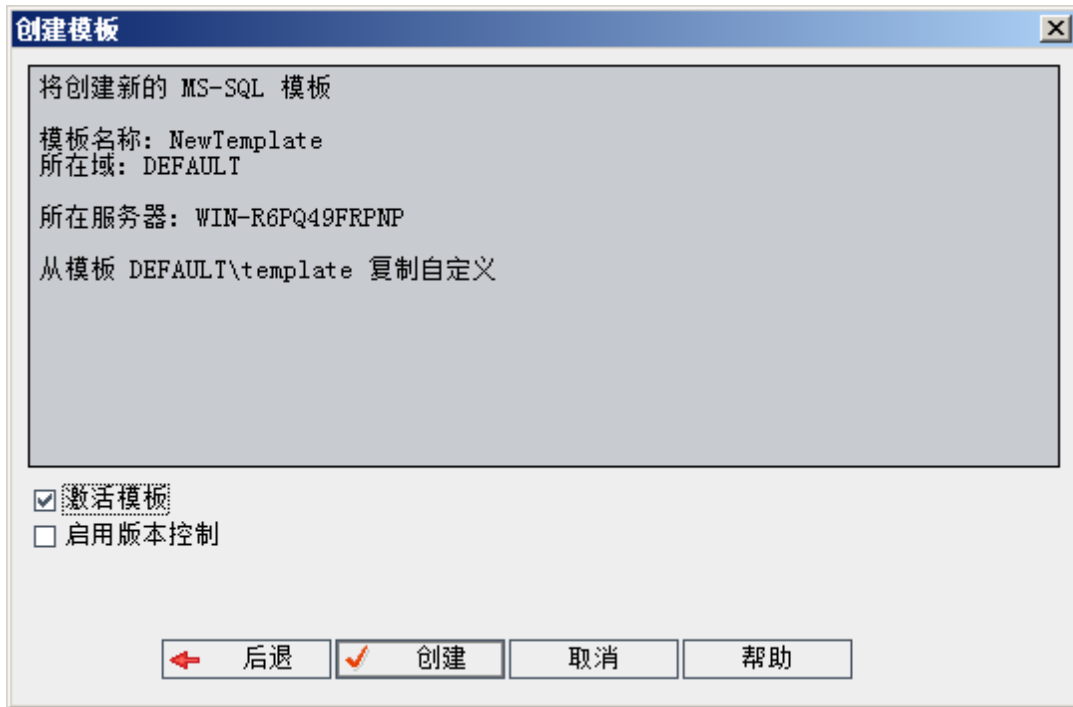 创建模板
将创建新的 MS-SQL 模板
模板名称: NewTemplate
所在域: DEFAULT
所在服务器: WIN-R6PQ49FRPNP
从模板 DEFAULT\template 复制自定义
激活模板
启用版本控制
后退 创建 取消 帮助